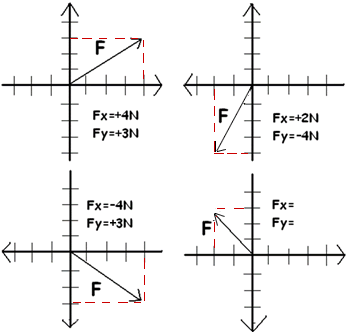 F
Fx=+4N
Fy=+3N
F
Fx=+2N
Fy=-4N
Fx=-4N
Fy=+3N
F
F
Fx=
Fy=